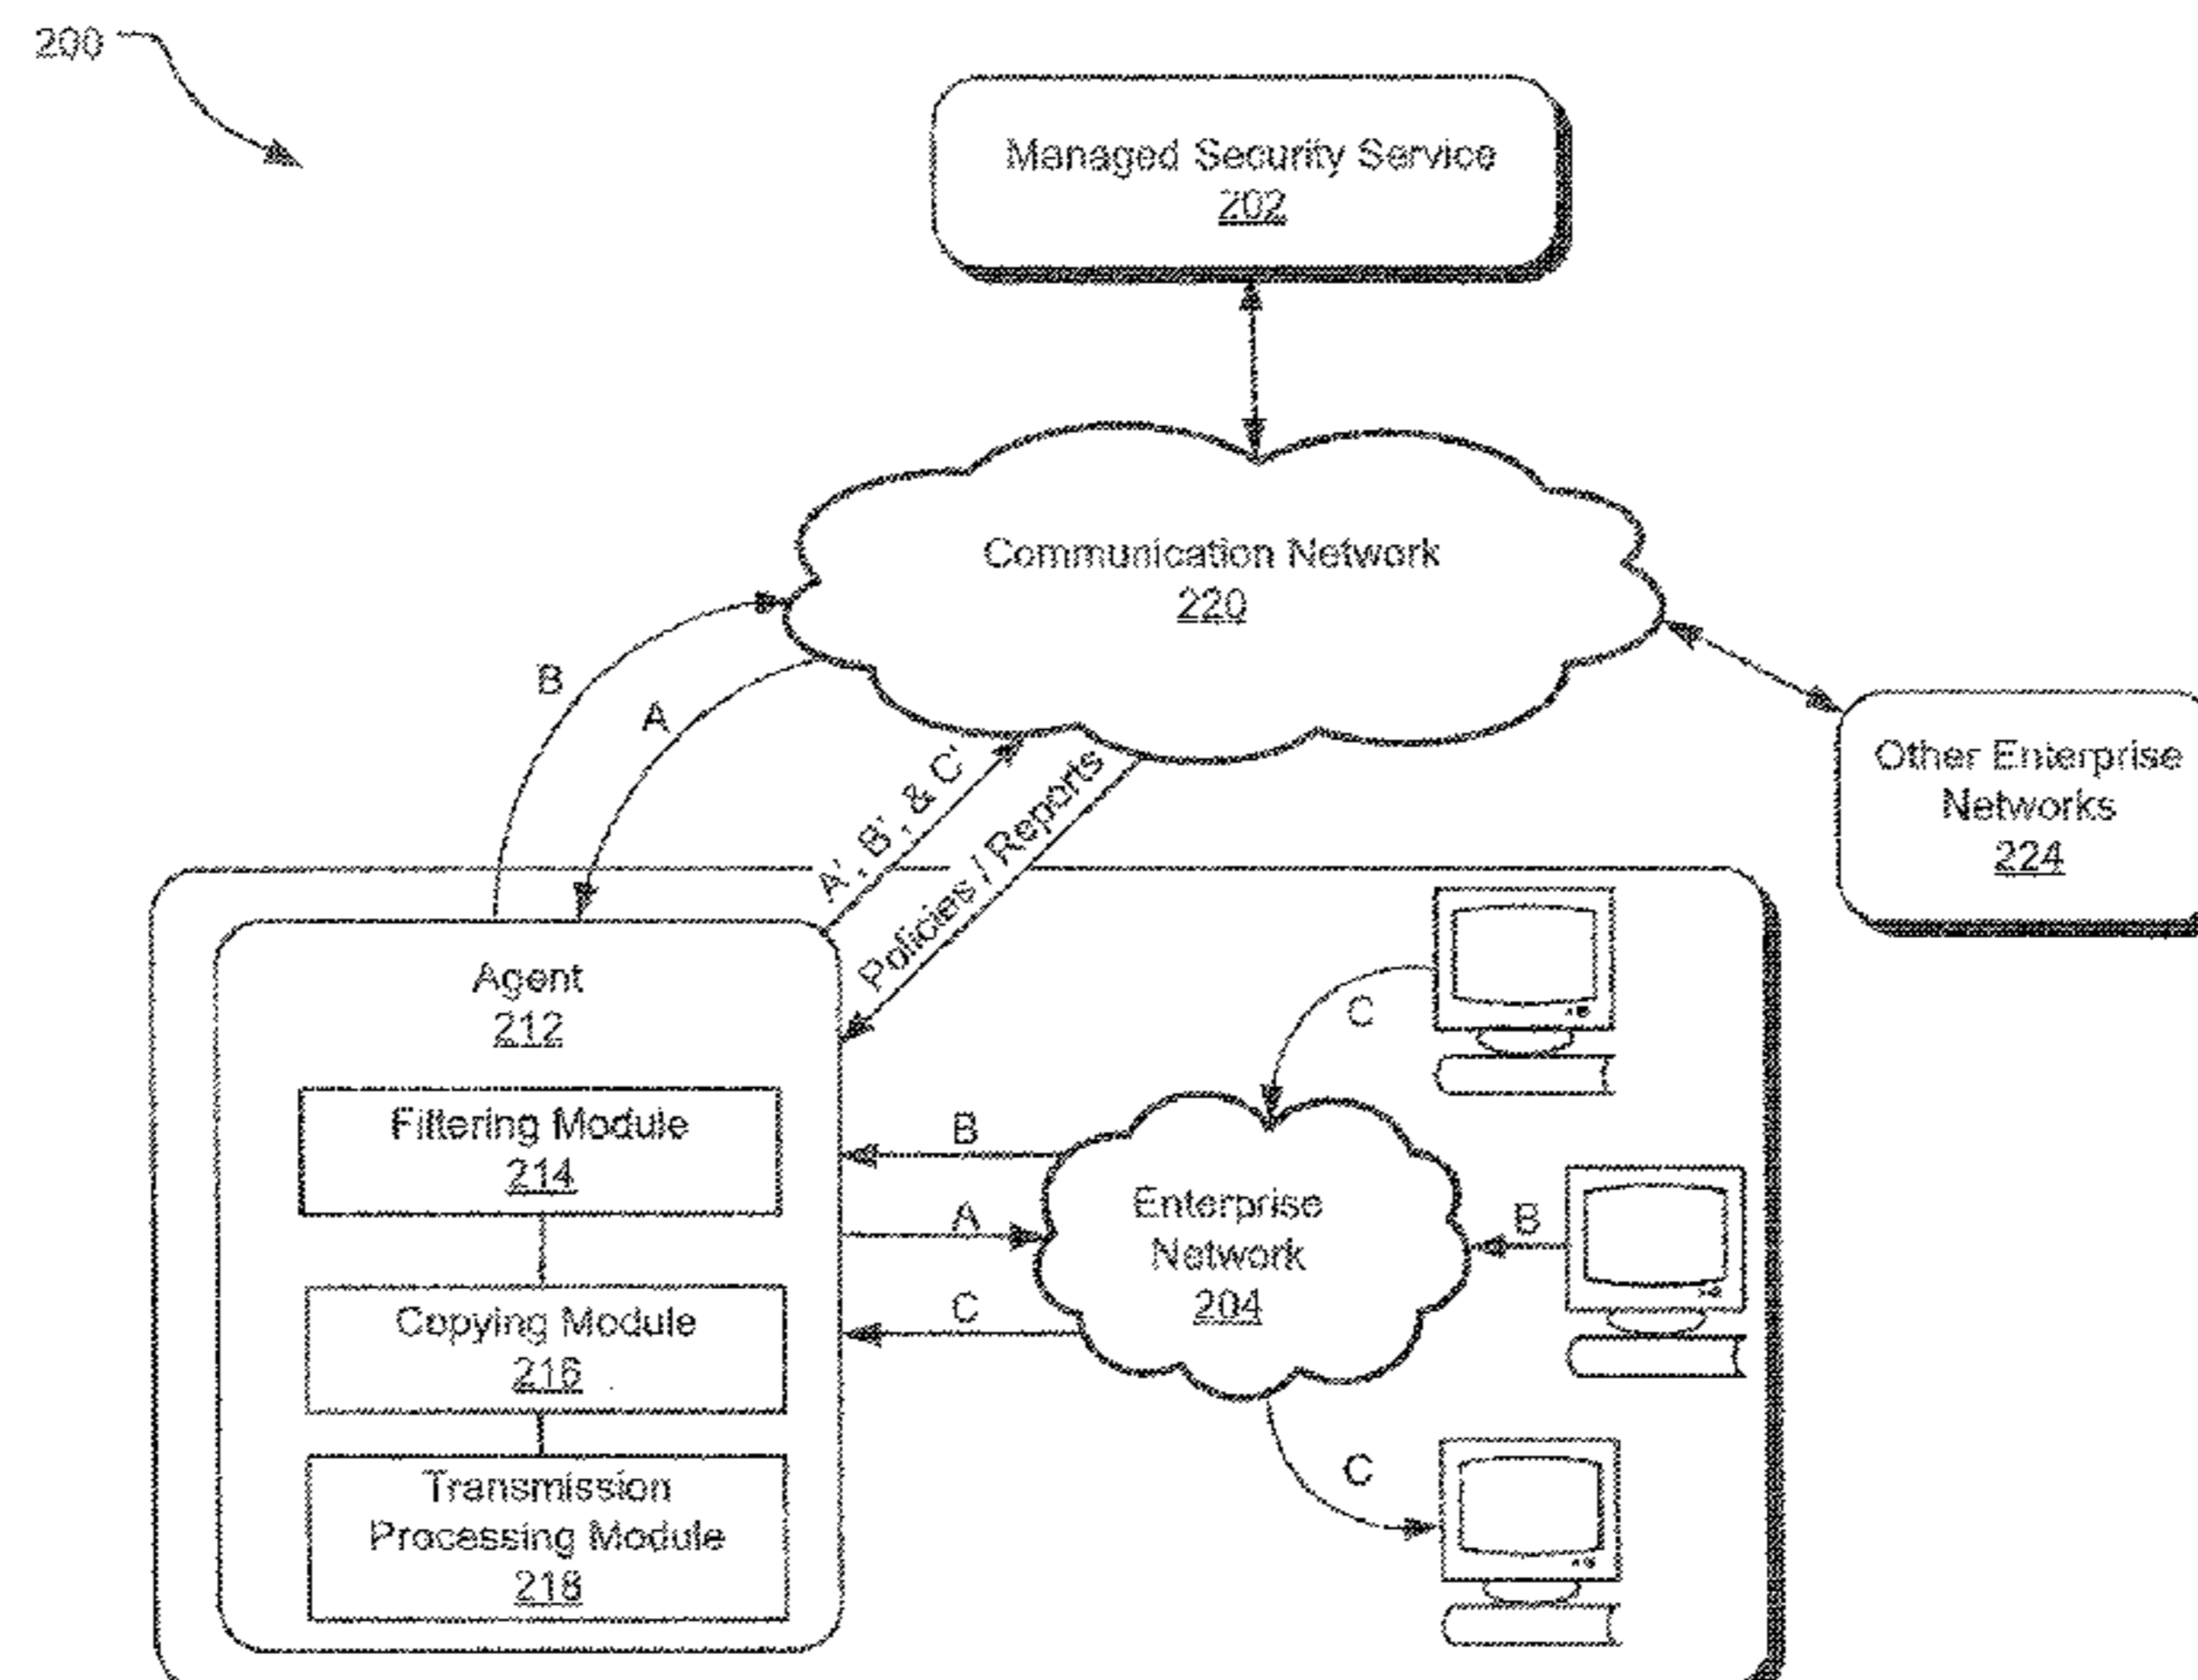 200
Managed Security Service
202
Communication Network
220
B
A
A', B', & C'
Policies / Reports
Other Enterprise
Networks
224
Agent
212
C
Filtering Module
214
B
A
C
Enterprise
Network
204
B
Copying Module
216
C
Transmission
Processing Module
218